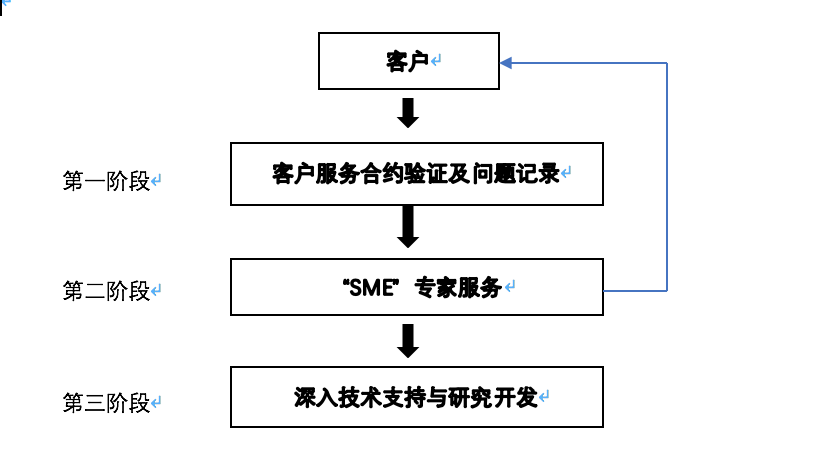 客户
第一阶段
客户服务合约验证及问题记录
第二阶段
“SME” 专家服务
第三阶段
深入技术支持与研究开发